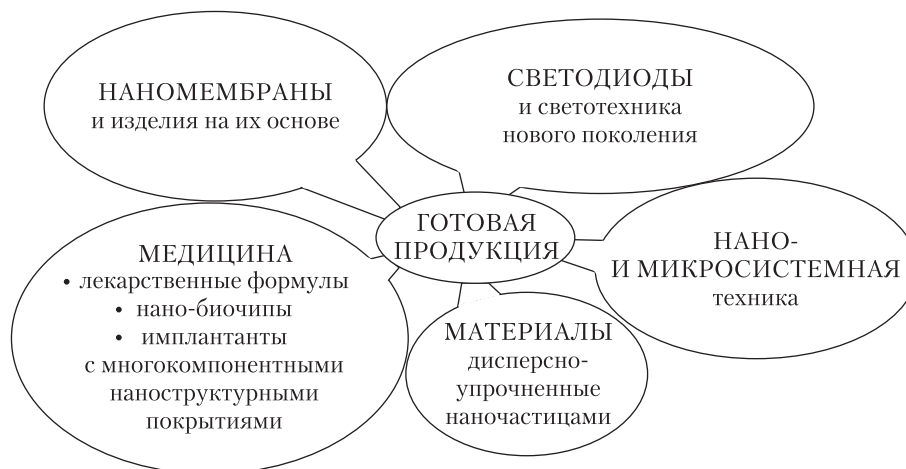 НАНОМЕМБРАНЫ
и изделия на их основе
СВЕТОДИОДЫ
и светотехника
нового поколения
ГОТОВАЯ
ПРОДУКЦИЯ
НАНО-
И МИКРОСИСТЕМНАЯ
техника
МЕДИЦИНА
• лекарственные формулы
• нано-биочипы
• имплантанты
с многокомпонентными
наноструктурными
покрытиями
МАТЕРИАЛЫ
дисперсно-
упрочненные
наночастицами